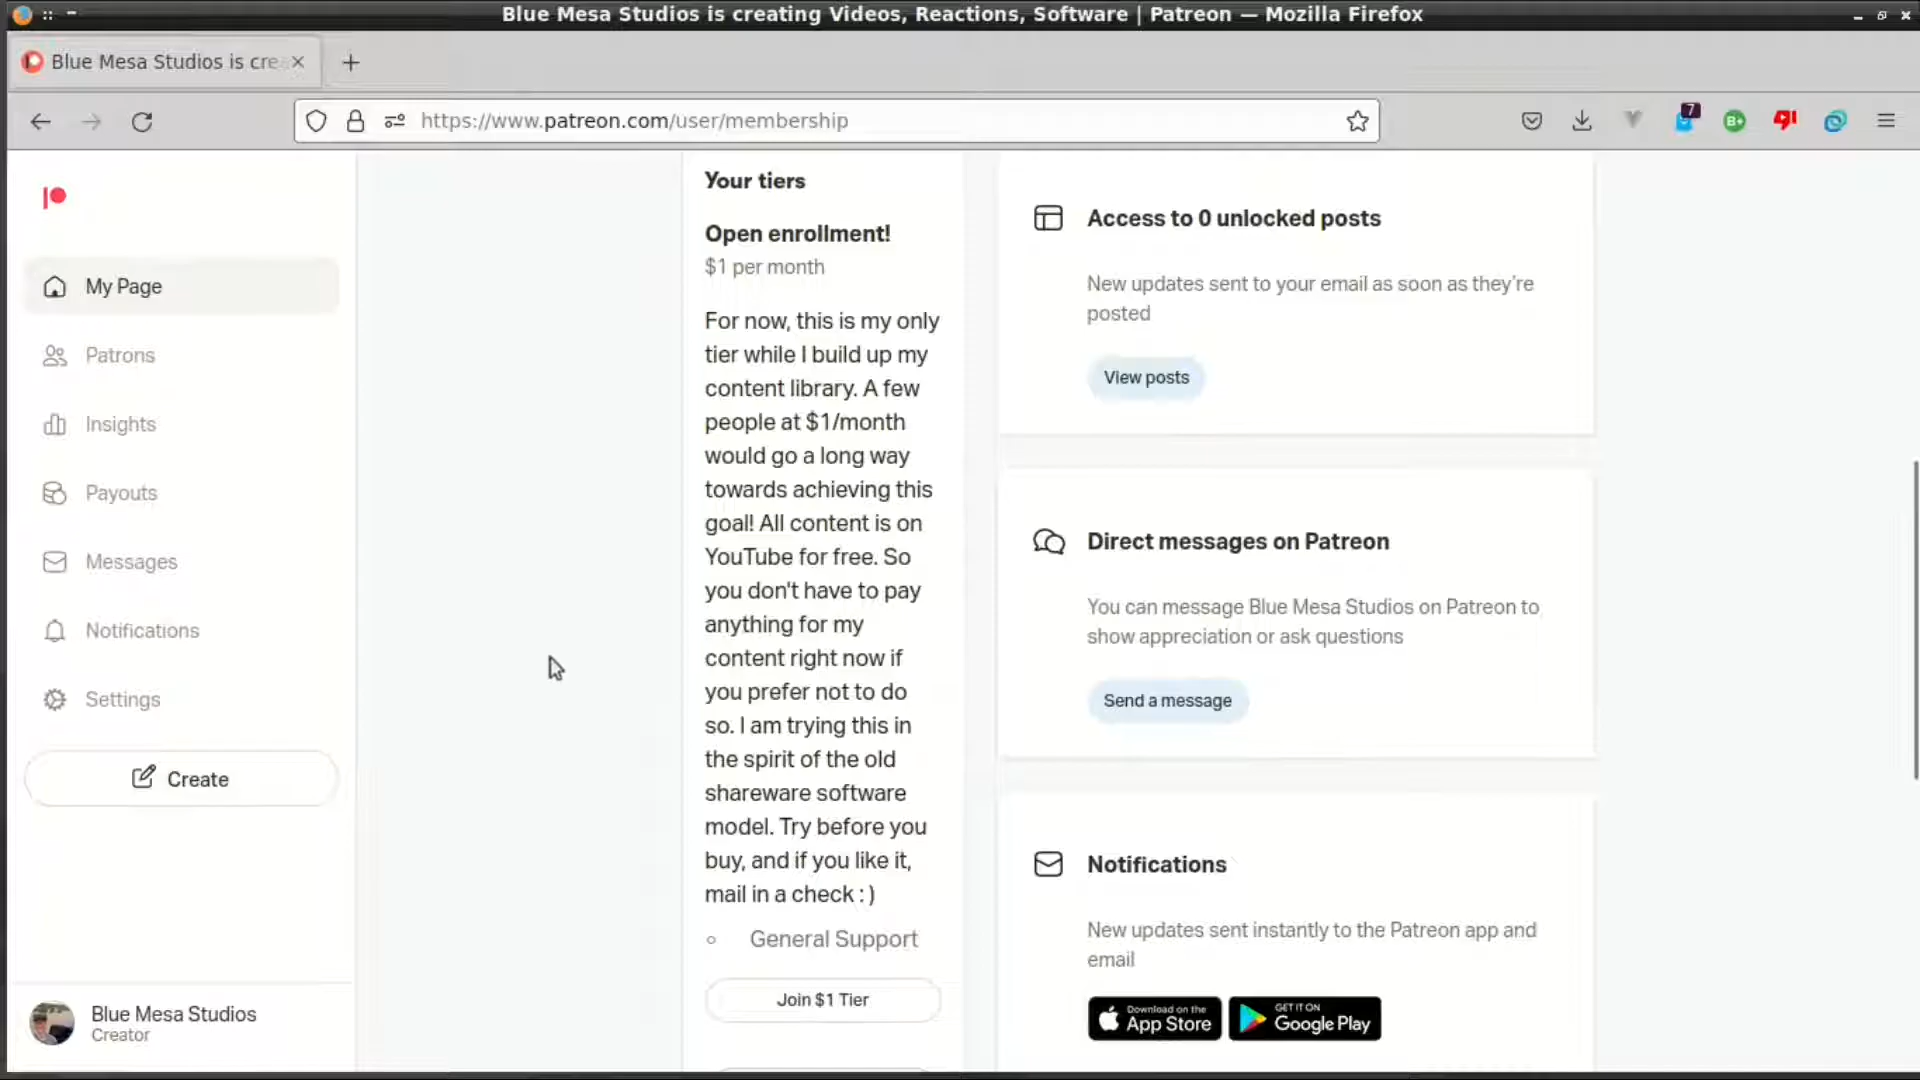 Blue Mesa Studios is creating Videos, Reactions, Software | Patreon — Mozilla Firefox
Blue Mesa Studios is cre
https://www.patreon.com/user/membership
7
B+
My Page
Patrons
Insights
Payouts
Messages
Notifications
Settings
Create
Blue Mesa Studios
Creator
Your tiers
Open enrollment!
$1 per month
For now, this is my only
tier while I build up my
content library. A few
people at $1/month
would go a long way
towards achieving this
goal! All content is on
YouTube for free. So
you don't have to pay
anything for my
content right now if
you prefer not to do
so. I am trying this in
the spirit of the old
shareware software
model. Try before you
buy, and if you like it,
mail in a check : )
General Support
Join $1 Tier
Access to 0 unlocked posts
New updates sent to your email as soon as they're
posted
View posts
Direct messages on Patreon
You can message Blue Mesa Studios on Patreon to
show appreciation or ask questions
Send a message
Notifications
New updates sent instantly to the Patreon app and
email
Download on the
App Store
GET IT ON
Google Play